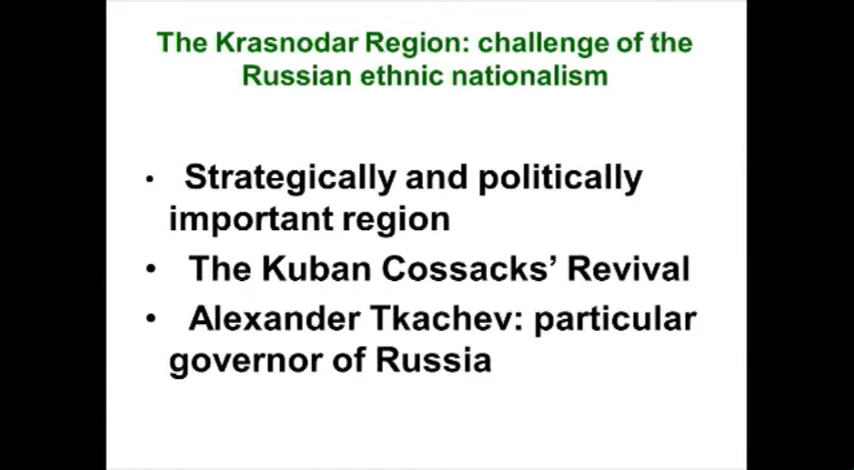 The Krasnodar Region: challenge of the
Russian ethnic nationalism
• Strategically and politically
important region
• The Kuban Cossacks’ Revival
• Alexander Tkachev: particular
governor of Russia